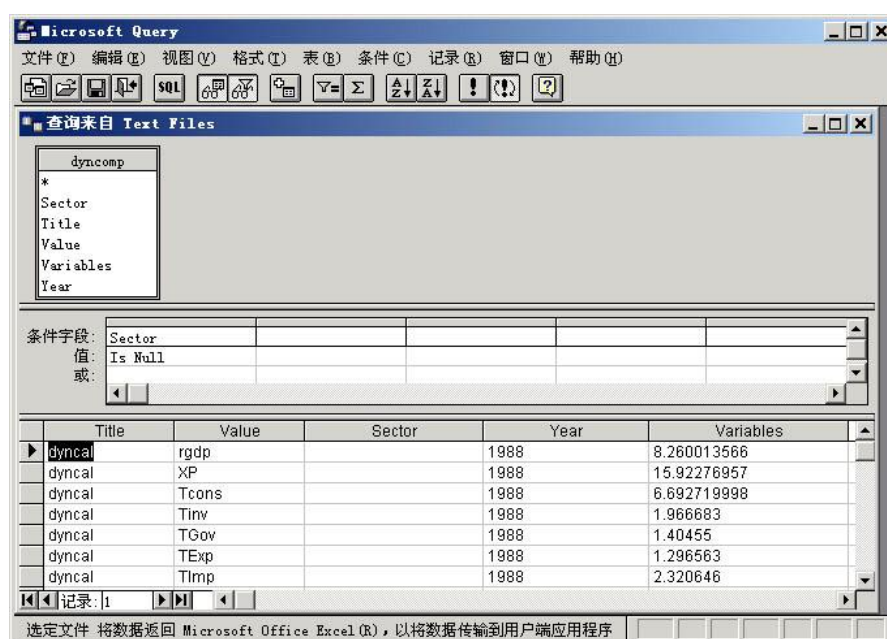 Microsoft Query
文件(F) 编辑(E) 视图(V) 格式(T) 表(B) 条件(C) 记录(R) 窗口(W) 帮助(H)
SQL
查询来自 Text Files
dyncomp
*
Sector
Title
Value
Variables
Year
条件字段: Sector
值: Is Null
或:
Title Value Sector Year Variables
dyncal rgdp 1988 8.260013566
dyncal XP 1988 15.92276957
dyncal Tcons 1988 6.692719998
dyncal Tinv 1988 1.966683
dyncal TGov 1988 1.40455
dyncal TExp 1988 1.296563
dyncal TImp 1988 2.320646
记录: 1
选定文件 将数据返回 Microsoft Office Excel(R), 以将数据传输到用户端应用程序